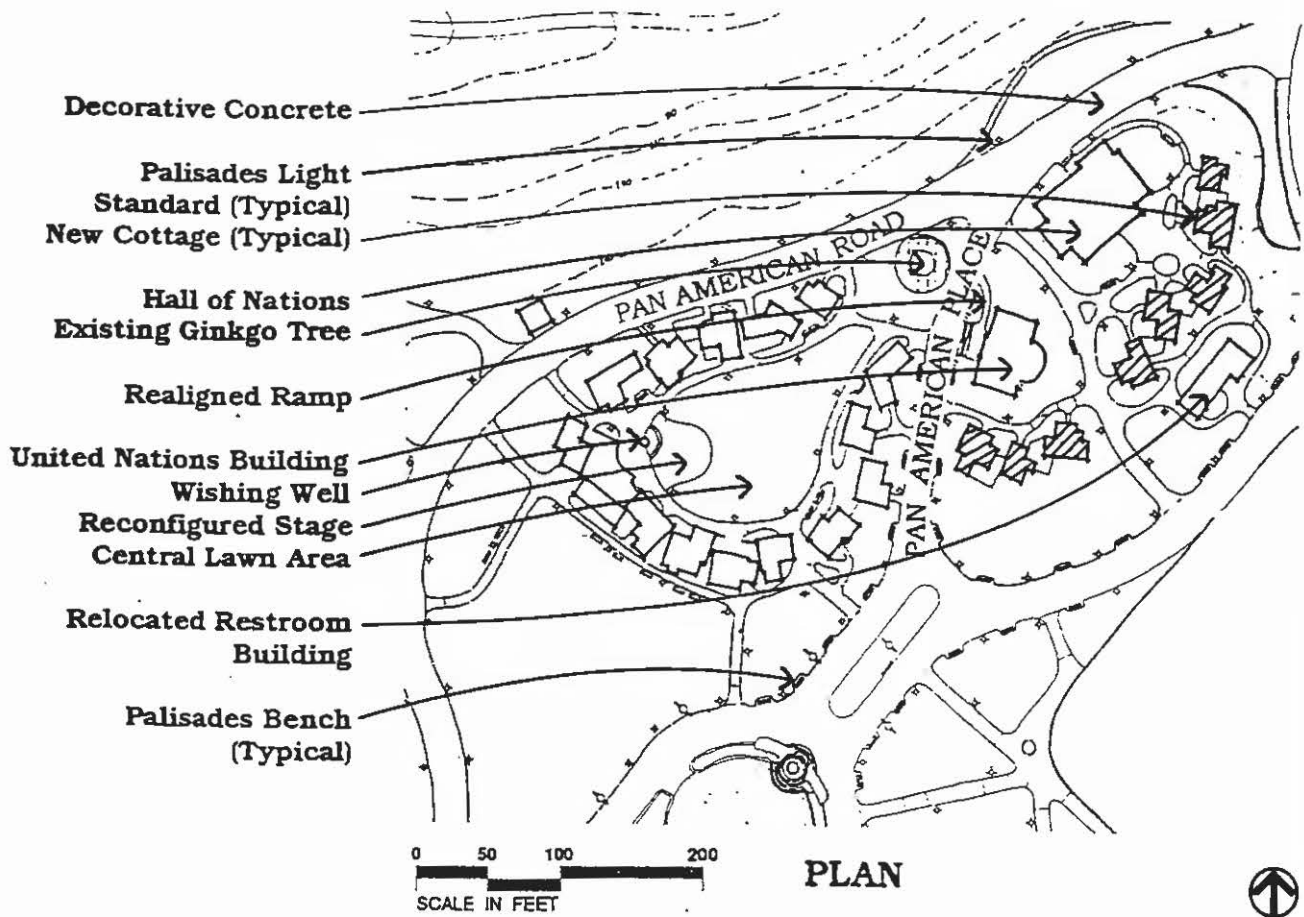 Decorative Concrete
Palisades Light
Standard (Typical)
New Cottage (Typical)
Hall of Nations
Existing Ginkgo Tree
Realigned Ramp
United Nations Building
Wishing Well
Reconfigured Stage
Central Lawn Area
Relocated Restroom
Building
Palisades Bench
(Typical)
PAN AMERICAN ROAD
PAN AMERICAN PLACE
0 50 100 200
SCALE IN FEET
PLAN